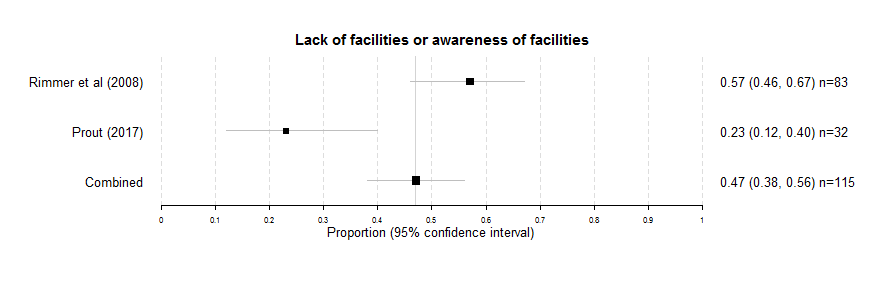 Lack of facilities or awareness of facilities
Rimmer et al (2008) 0.57 (0.46, 0.67) n=83
Prout (2017) 0.23 (0.12, 0.40) n=32
Combined 0.47 (0.38, 0.56) n=115
0 0.1 0.2 0.3 0.4 0.5 0.6 0.7 0.8 0.9 1
Proportion (95% confidence interval)